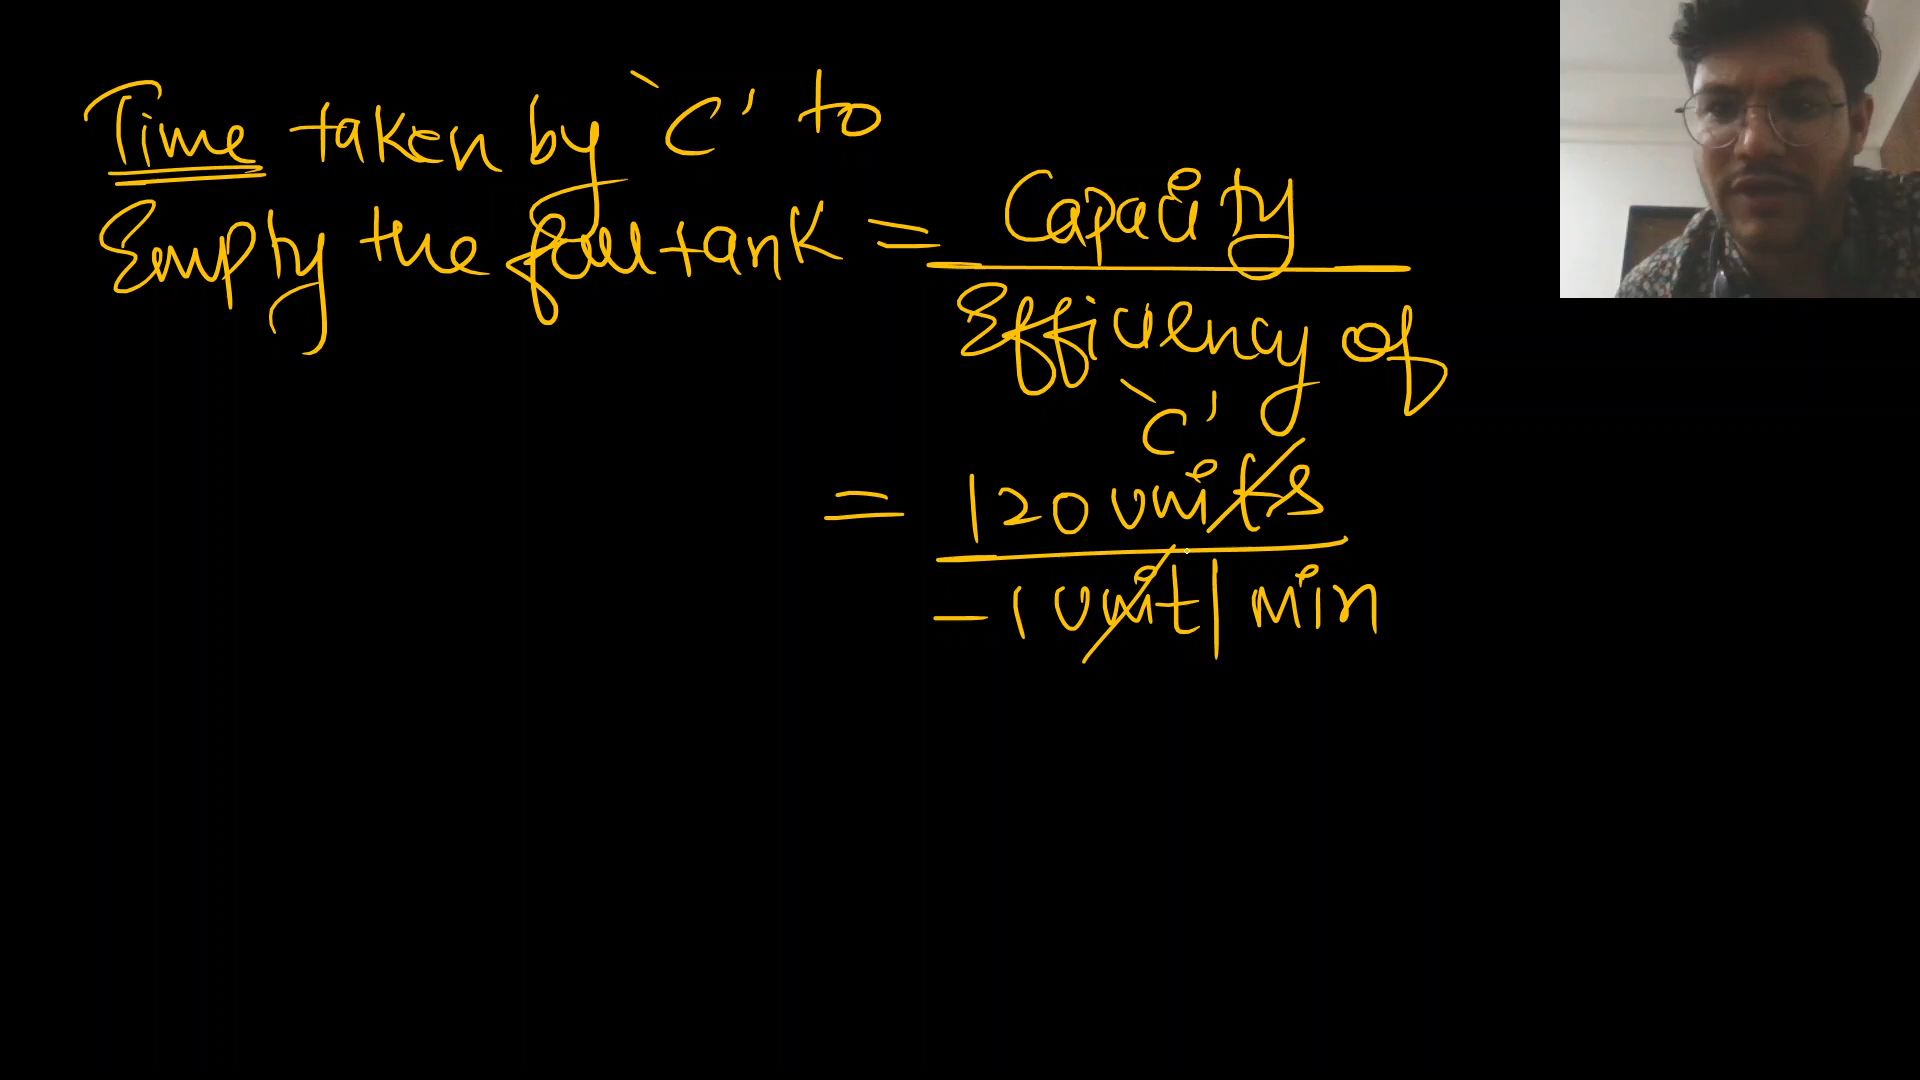 Time taken by `C' to
Empty the full tank = Capacity
Efficiency of
`C'
= 120 units
- 1 unit | min